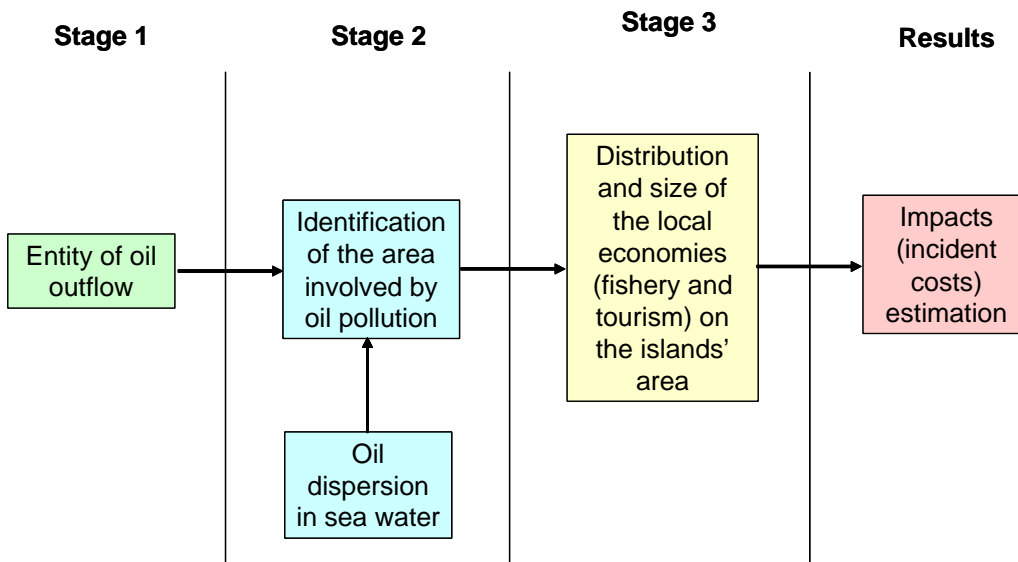 Stage 1
Stage 2
Stage 3
Results
Entity of oil
outflow
Identification
of the area
involved by
oil pollution
Oil
dispersion
in sea water
Distribution
and size of
the local
economies
(fishery and
tourism) on
the islands'
area
Impacts
(incident
costs)
estimation